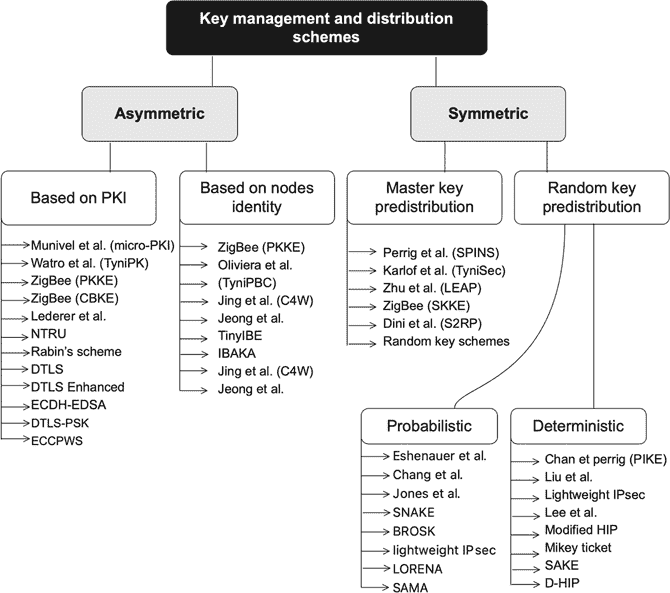 Key management and distribution
schemes
Asymmetric
Symmetric
Based on PKI
Based on nodes
identity
Master key
predistribution
Random key
predistribution
Munivel et al. (micro-PKI)
Watro et al. (TyniPK)
ZigBee (PKKE)
ZigBee (CBKE)
Lederer et al.
NTRU
Rabin's scheme
DTLS
DTLS Enhanced
ECDH-EDSA
DTLS-PSK
ECCPWS
ZigBee (PKKE)
Oliviera et al.
(TyniPBC)
Jing et al. (C4W)
Jeong et al.
TinyIBE
IBAKA
Jing et al. (C4W)
Jeong et al.
Perrig et al. (SPINS)
Karlof et al. (TyniSec)
Zhu et al. (LEAP)
ZigBee (SKKE)
Dini et al. (S2RP)
Random key schemes
Probabilistic
Eshenauer et al.
Chang et al.
Jones et al.
SNAKE
BROSK
lightweight IPsec
LORENA
SAMA
Deterministic
Chan et perrig (PIKE)
Liu et al.
Lightweight IPsec
Lee et al.
Modified HIP
Mikey ticket
SAKE
D-HIP